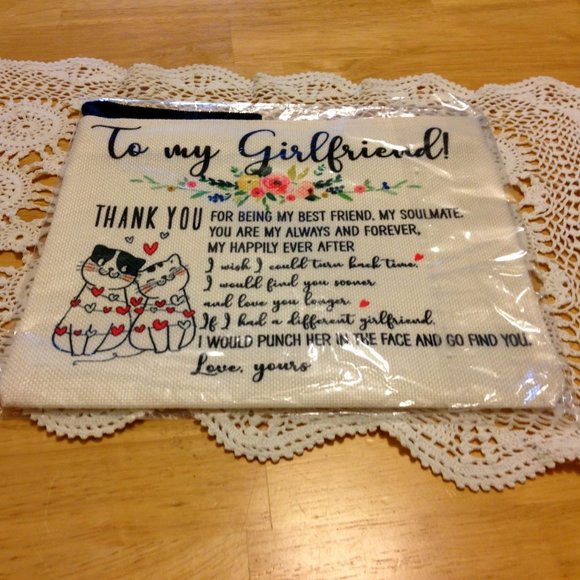 To my Girlfriend!
THANK YOU FOR BEING MY BEST FRIEND, MY SOULMATE.
YOU ARE MY ALWAYS AND FOREVER,
MY HAPPILY EVER AFTER
I wish I could turn back time,
I would find you sooner
and love you longer.
If I had a different girlfriend,
I WOULD PUNCH HER IN THE FACE AND GO FIND YOU.
Love, yours